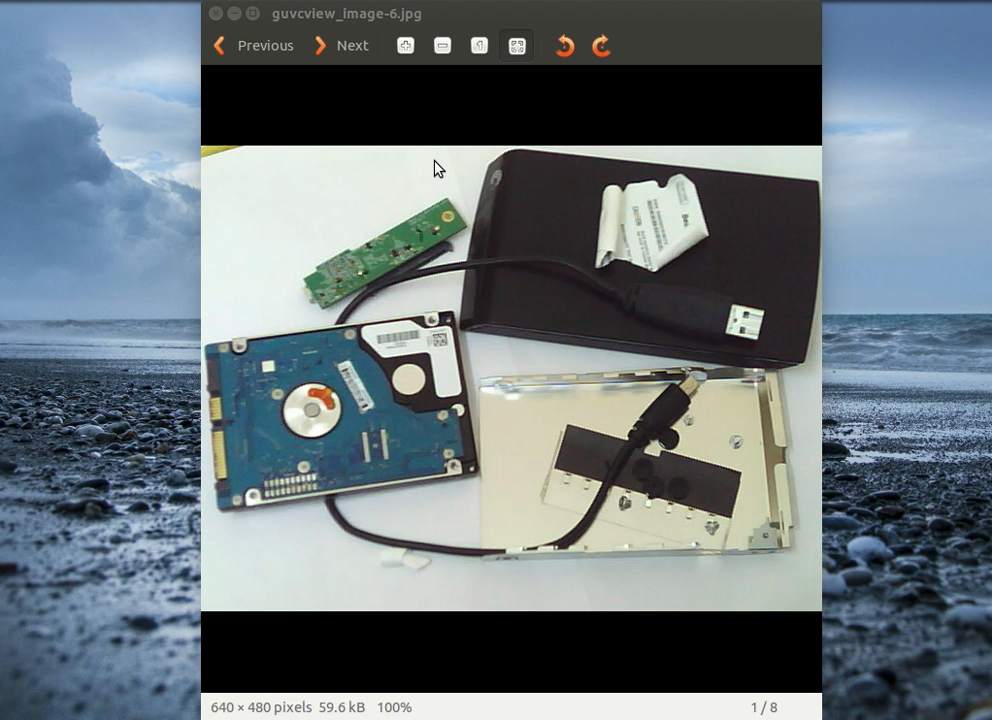 guvcview_image-6.jpg
Previous
Next
640 × 480 pixels 59.6 kB 100%
1 / 8